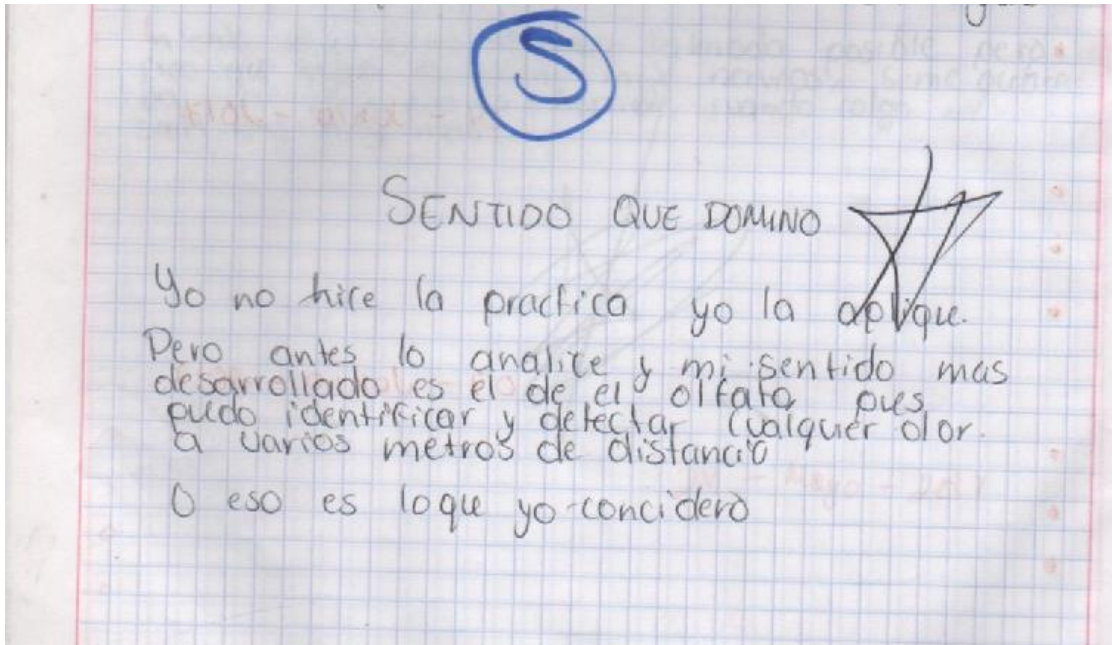 S
SENTIDO QUE DOMINO
Yo no hice la practica yo la aplique.
Pero antes lo analice y mi sentido mas
desarrollado es el de el olfato pues
puedo identificar y detectar cualquer olor.
a varios metros de distancia
O eso es loque yo concidero